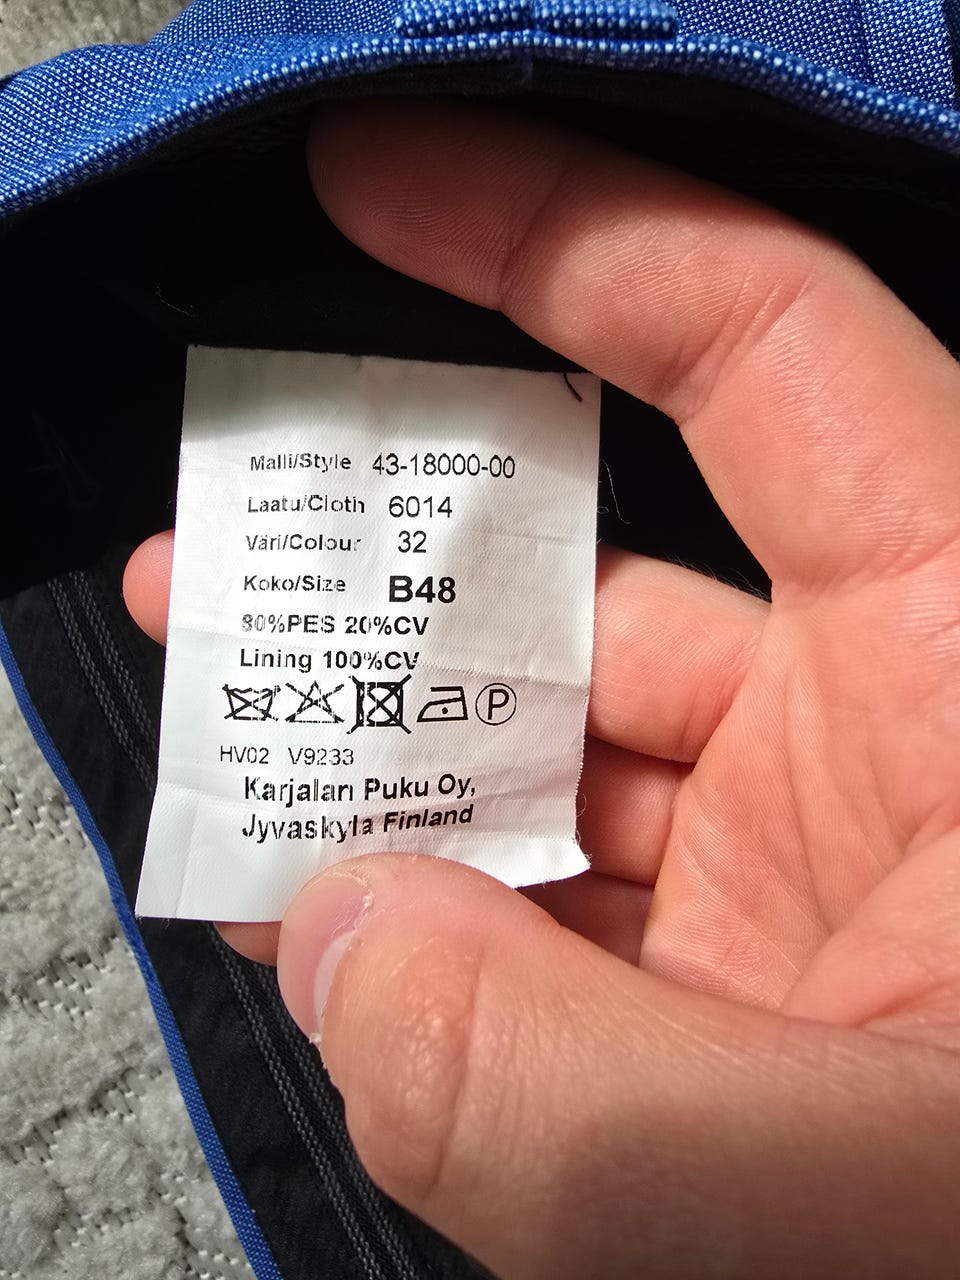 Malli/Style 43-18000-00
Laatu/Cloth 6014
Väri/Colour 32
Koko/Size B48
80%PES 20%CV
Lining 100%CV
P
HV02 V9233
Karjalan Puku Oy,
Jyväskylä Finland